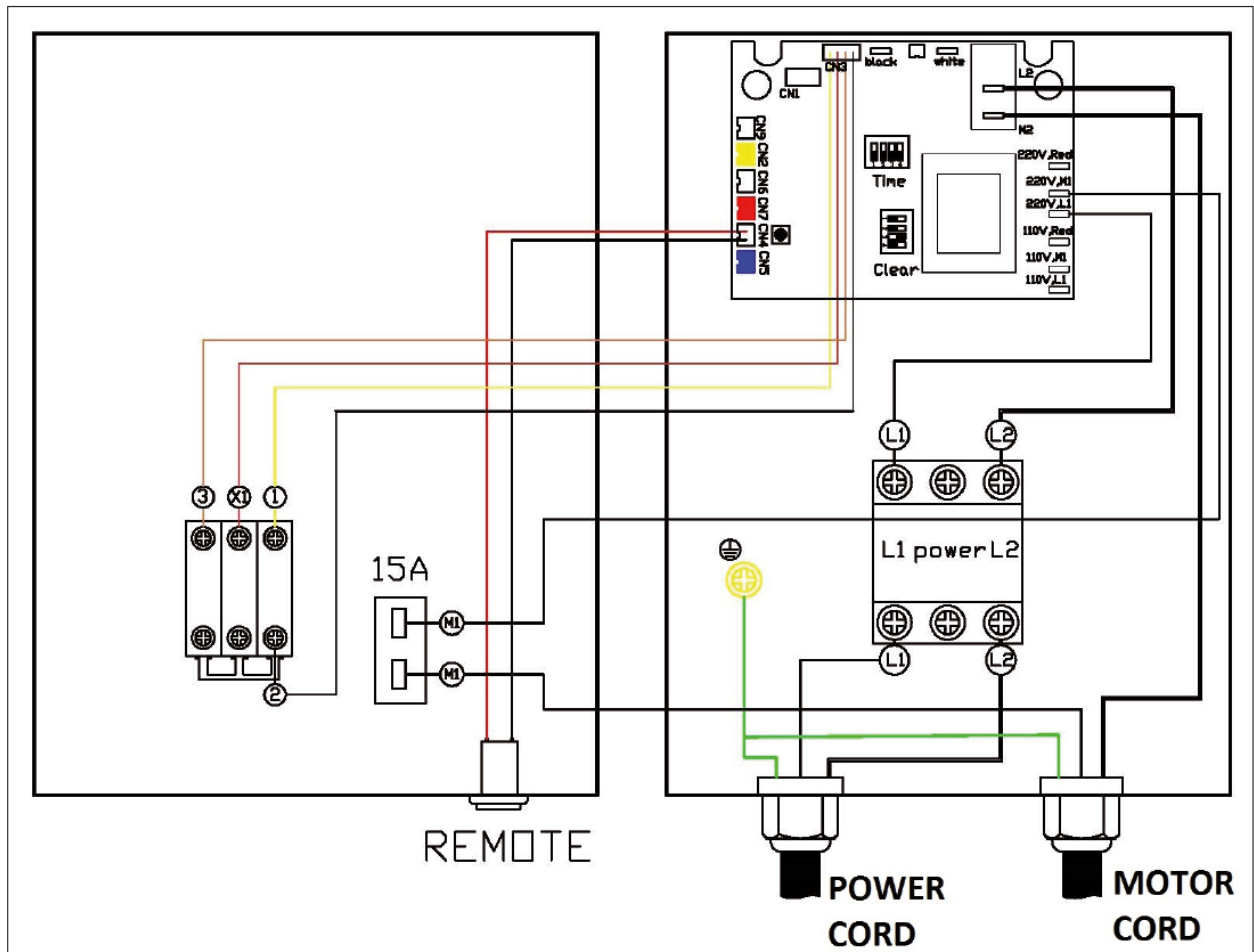 CN3
black
white
L2
CN1
M2
CN9
CN2
CN6
CN7
CN4
CN5
Time
Clear
220V,Red
220V,M1
220V,L1
110V,Red
110V,M1
110V,L1
L1
L2
3
X1
1
L1 power L2
15A
M1
M1
L1
L2
2
REMOTE
POWER
CORD
MOTOR
CORD